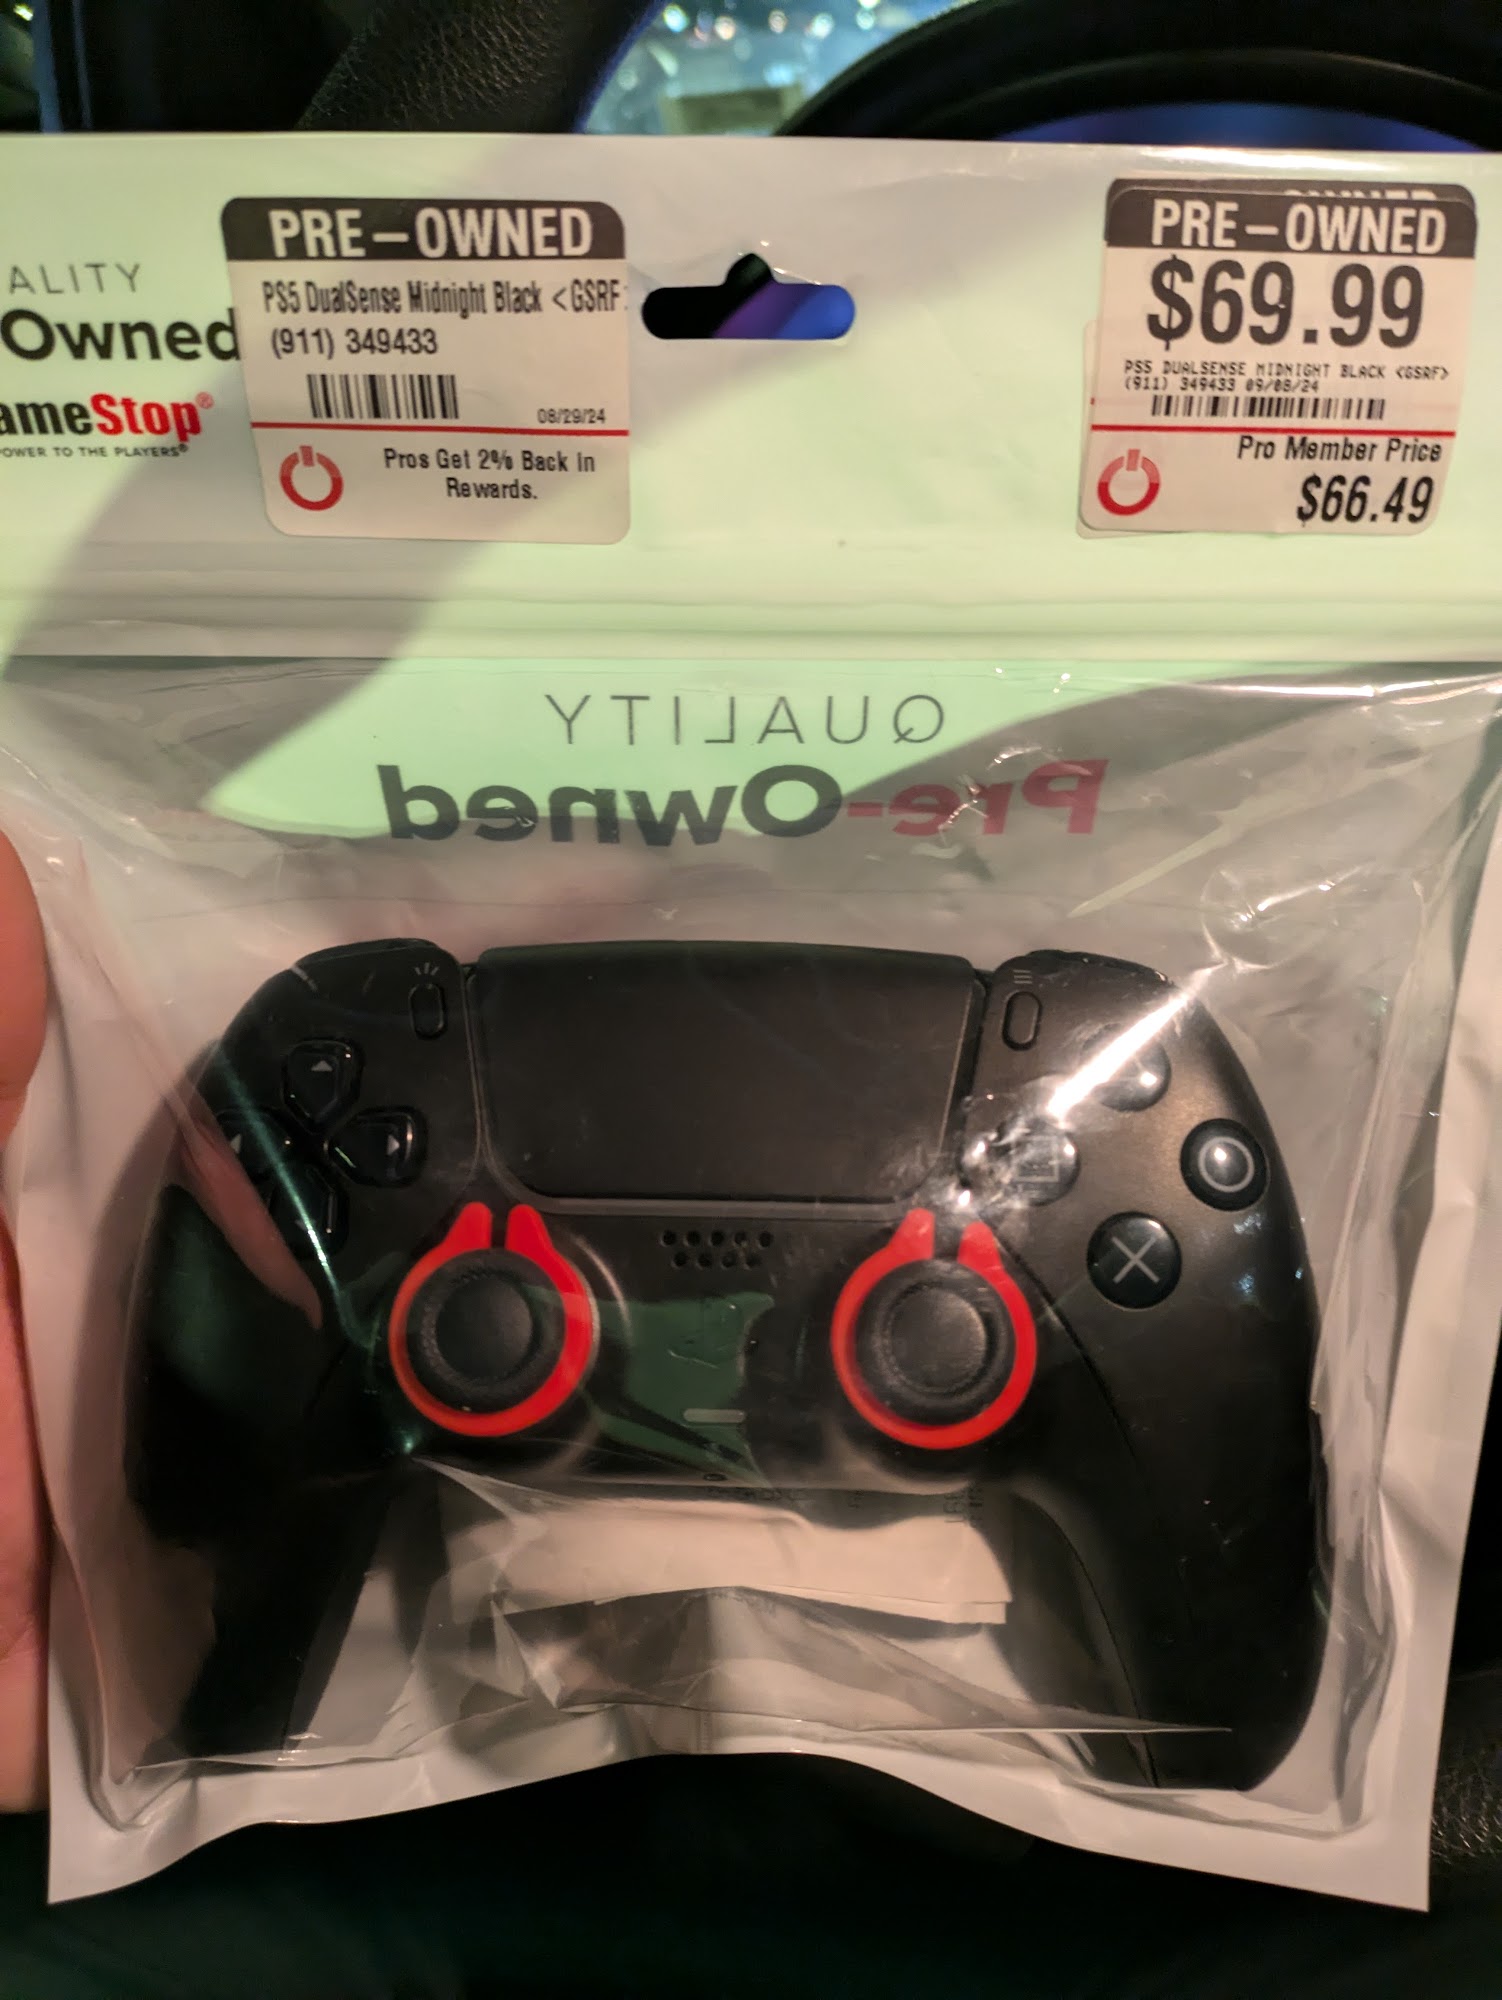 ALITY
Owned
ameStop®
POWER TO THE PLAYERS®
PRE-OWNED
PS5 DualSense Midnight Black <GSRF
(911) 349433
08/29/24
Pros Get 2% Back In
Rewards.
PRE-OWNED
$69.99
PS5 DUALSENSE MIDNIGHT BLACK <GSRF>
(911) 349433 09/08/24
Pro Member Price
$66.49
QUALITY
Pre-Owned